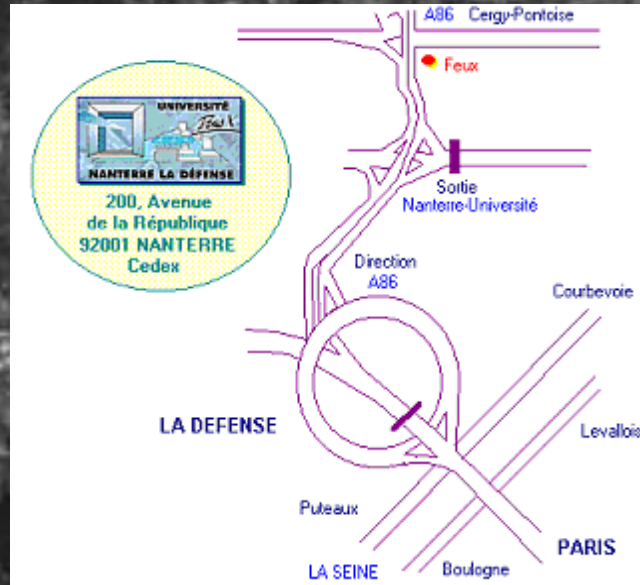 A86 Cergy-Pontoise
Feux
UNIVERSITÉ
Paris X
NANTERRE LA DÉFENSE
200, Avenue
de la République
92001 NANTERRE
Cedex
Sortie
Nanterre-Université
Direction
A86
Courbevoie
LA DEFENSE
Levallois
Puteaux
PARIS
LA SEINE
Boulogne